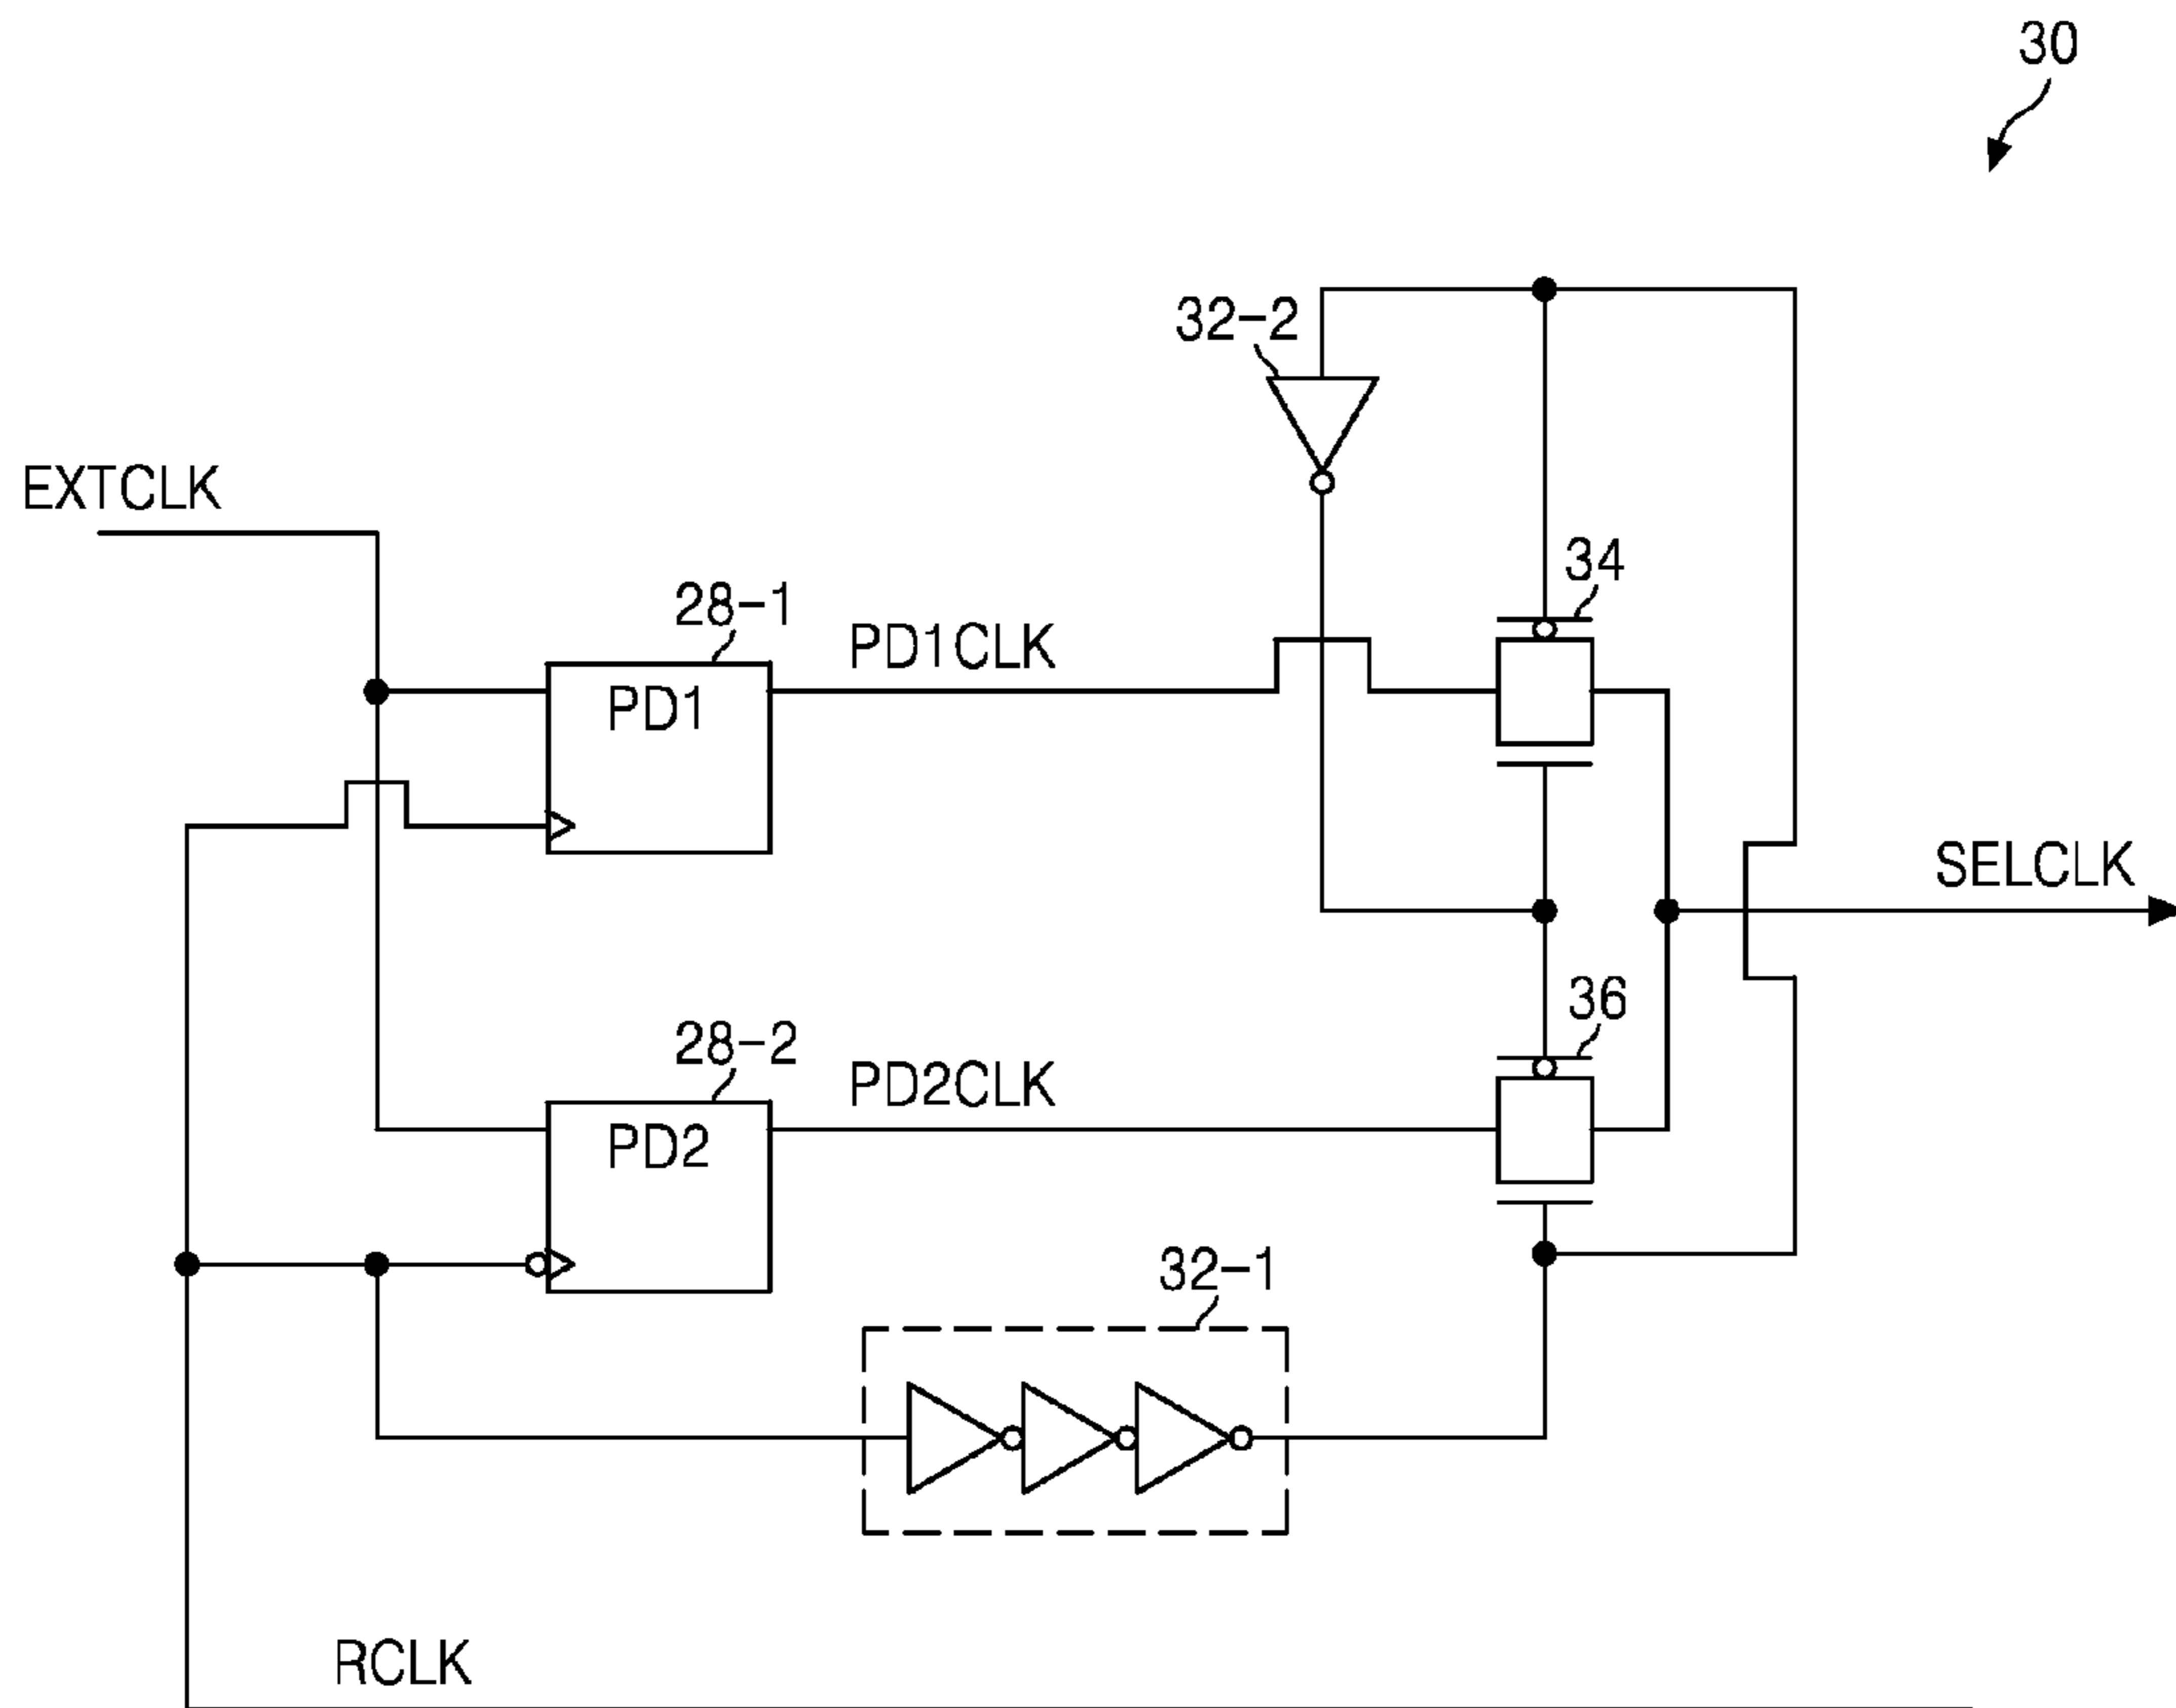 30
32-2
EXTCLK
34
28-1
PD1CLK
PD1
SELCLK
36
28-2
PD2CLK
PD2
32-1
RCLK